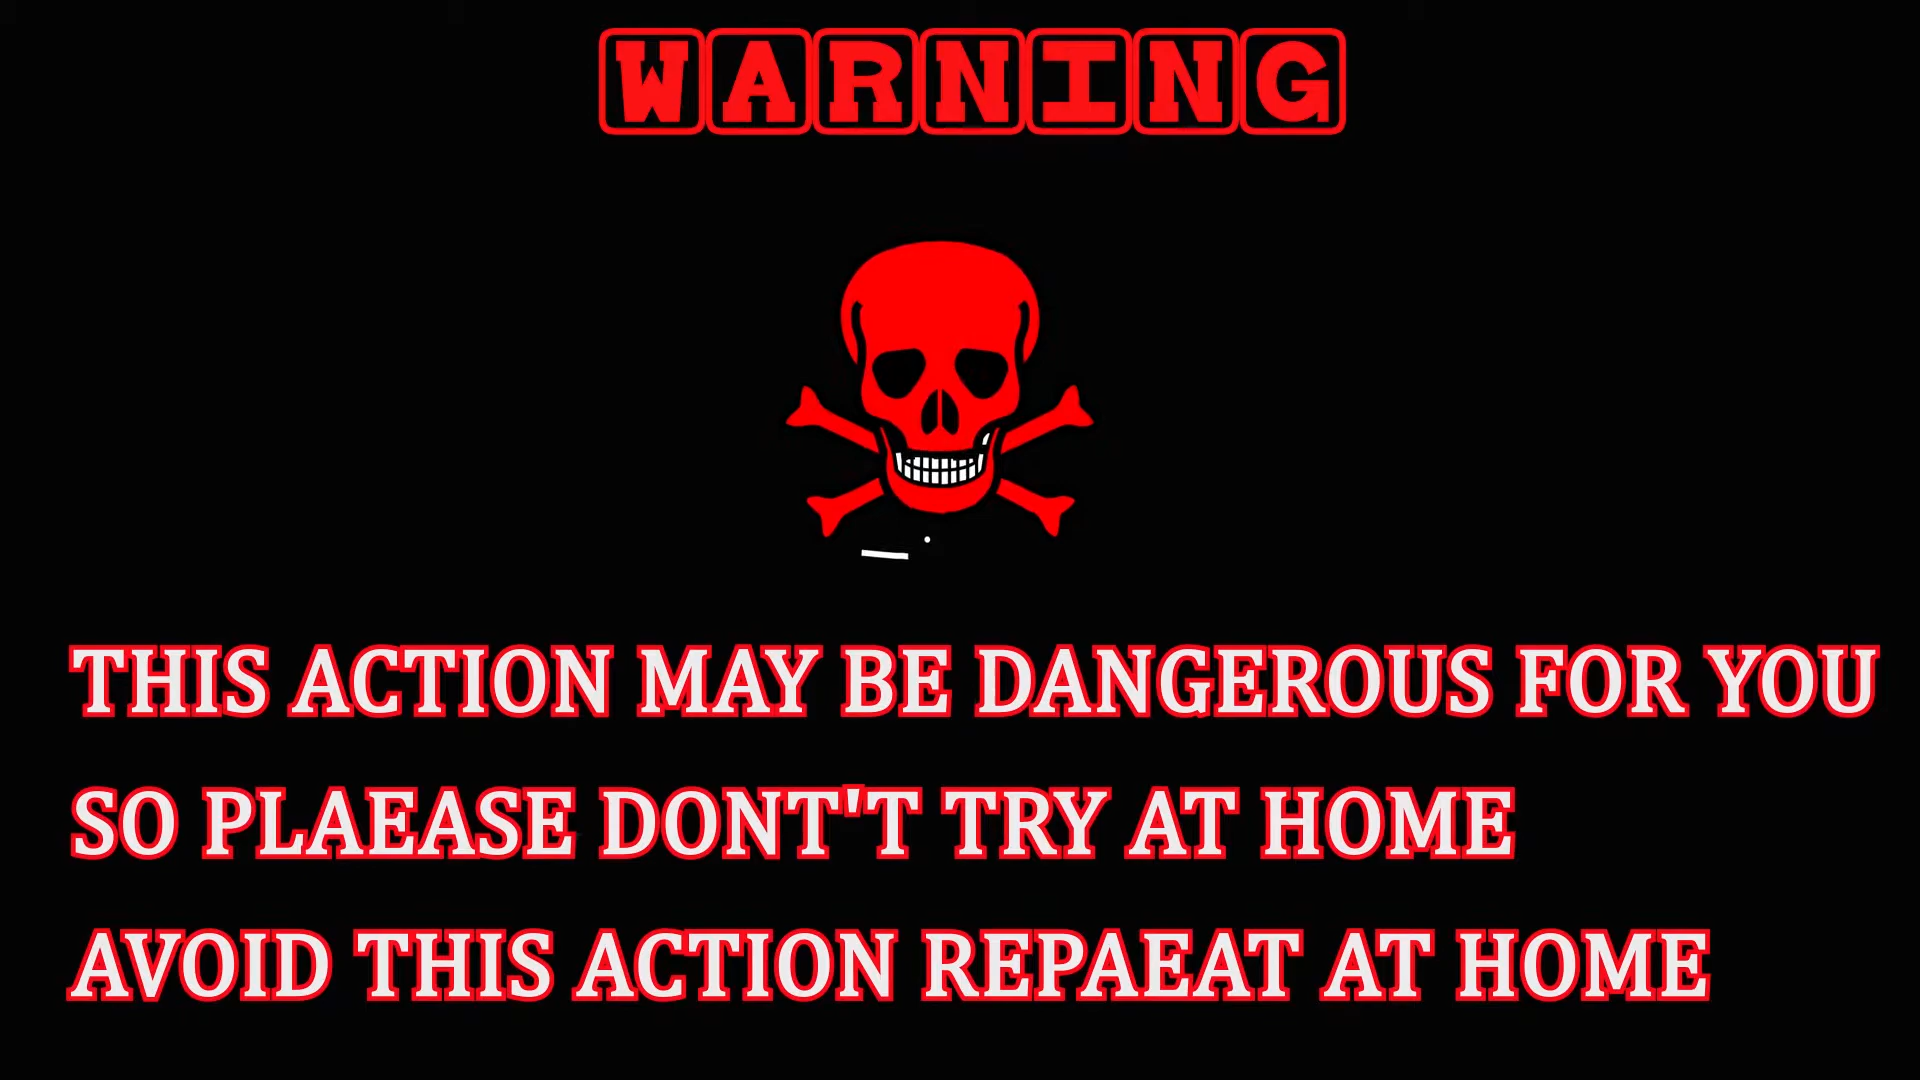 WARNING
THIS ACTION MAY BE DANGEROUS FOR YOU
SO PLAEASE DONT'T TRY AT HOME
AVOID THIS ACTION REPAEAT AT HOME